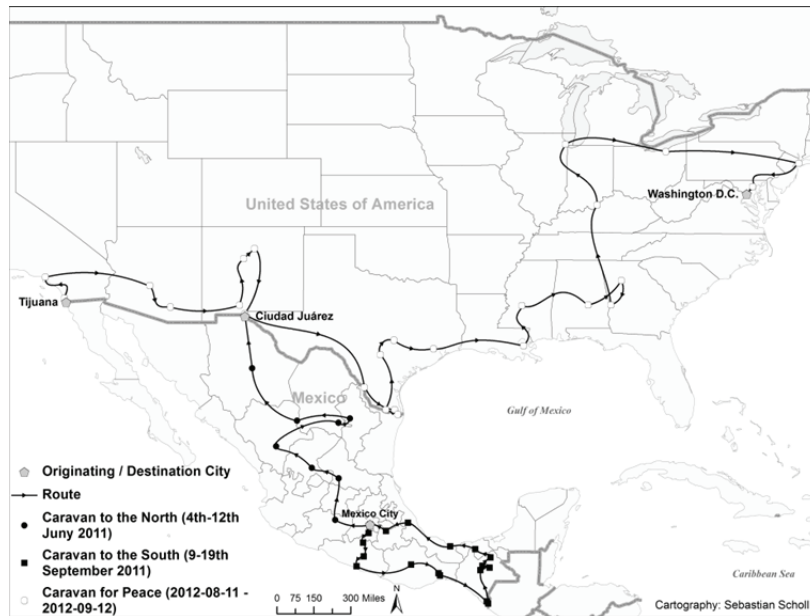 United States of America
Washington D.C.
Tijuana
Ciudad Juárez
Mexico
Gulf of Mexico
Originating / Destination City
Route
Mexico City
Caravan to the North (4th-12th
Juny 2011)
Caravan to the South (9-19th
September 2011)
Caravan for Peace (2012-08-11 -
2012-09-12)
0 75 150 300 Miles
N
Caribbean Sea
Cartography: Sebastian Scholl